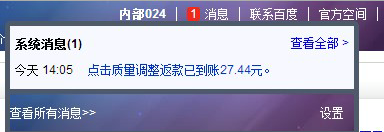 内部024 | 1 消息 | 联系百度 | 官方空间 |
系统消息(1) 查看全部 >
今天 14:05 点击质量调整返款已到账27.44元。
查看所有消息>> 设置